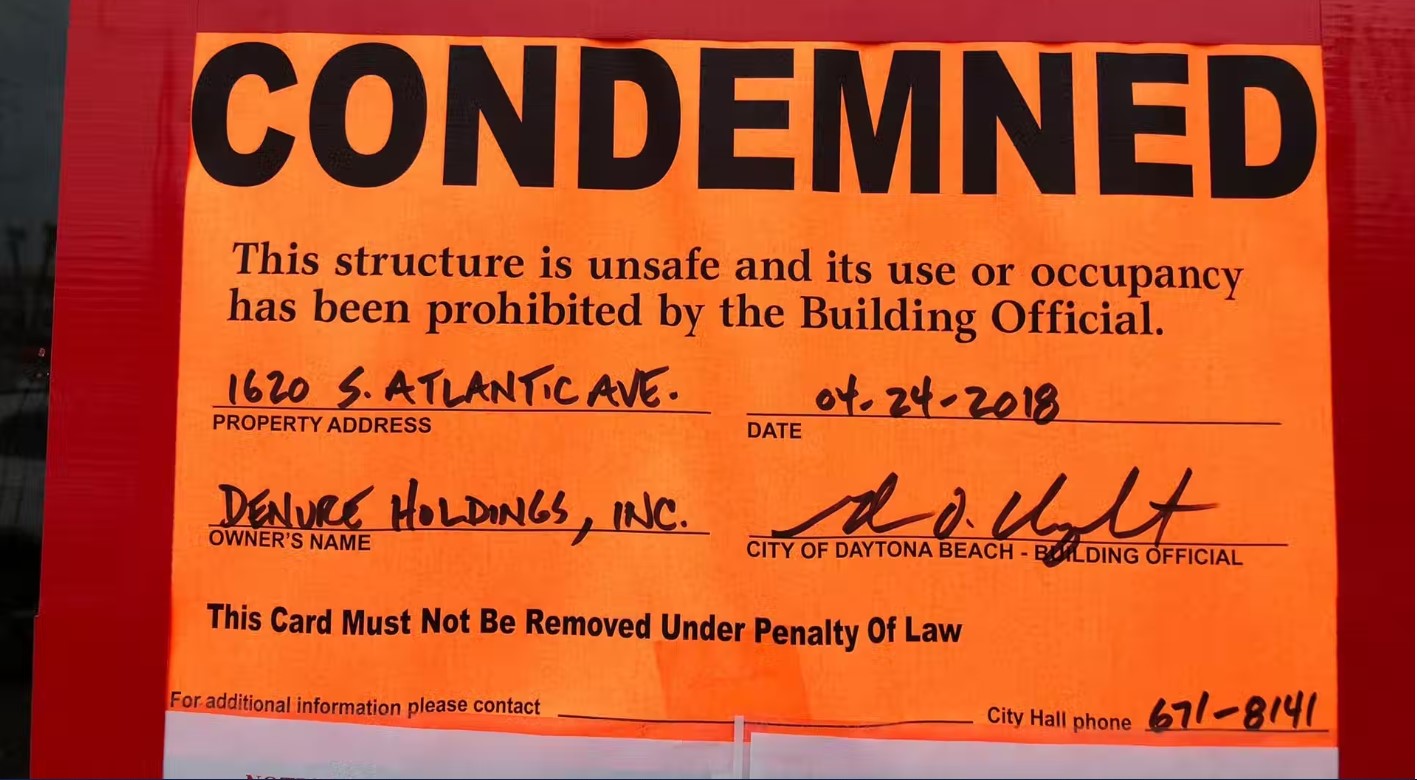 CONDEMNED
This structure is unsafe and its use or occupancy
has been prohibited by the Building Official.
1620 S. ATLANTIC AVE.
04-24-2018
PROPERTY ADDRESS
DATE
DENURE HOLDINGS, INC.
OWNER'S NAME
CITY OF DAYTONA BEACH - BUILDING OFFICIAL
This Card Must Not Be Removed Under Penalty Of Law
For additional information please contact
City Hall phone 671-8141